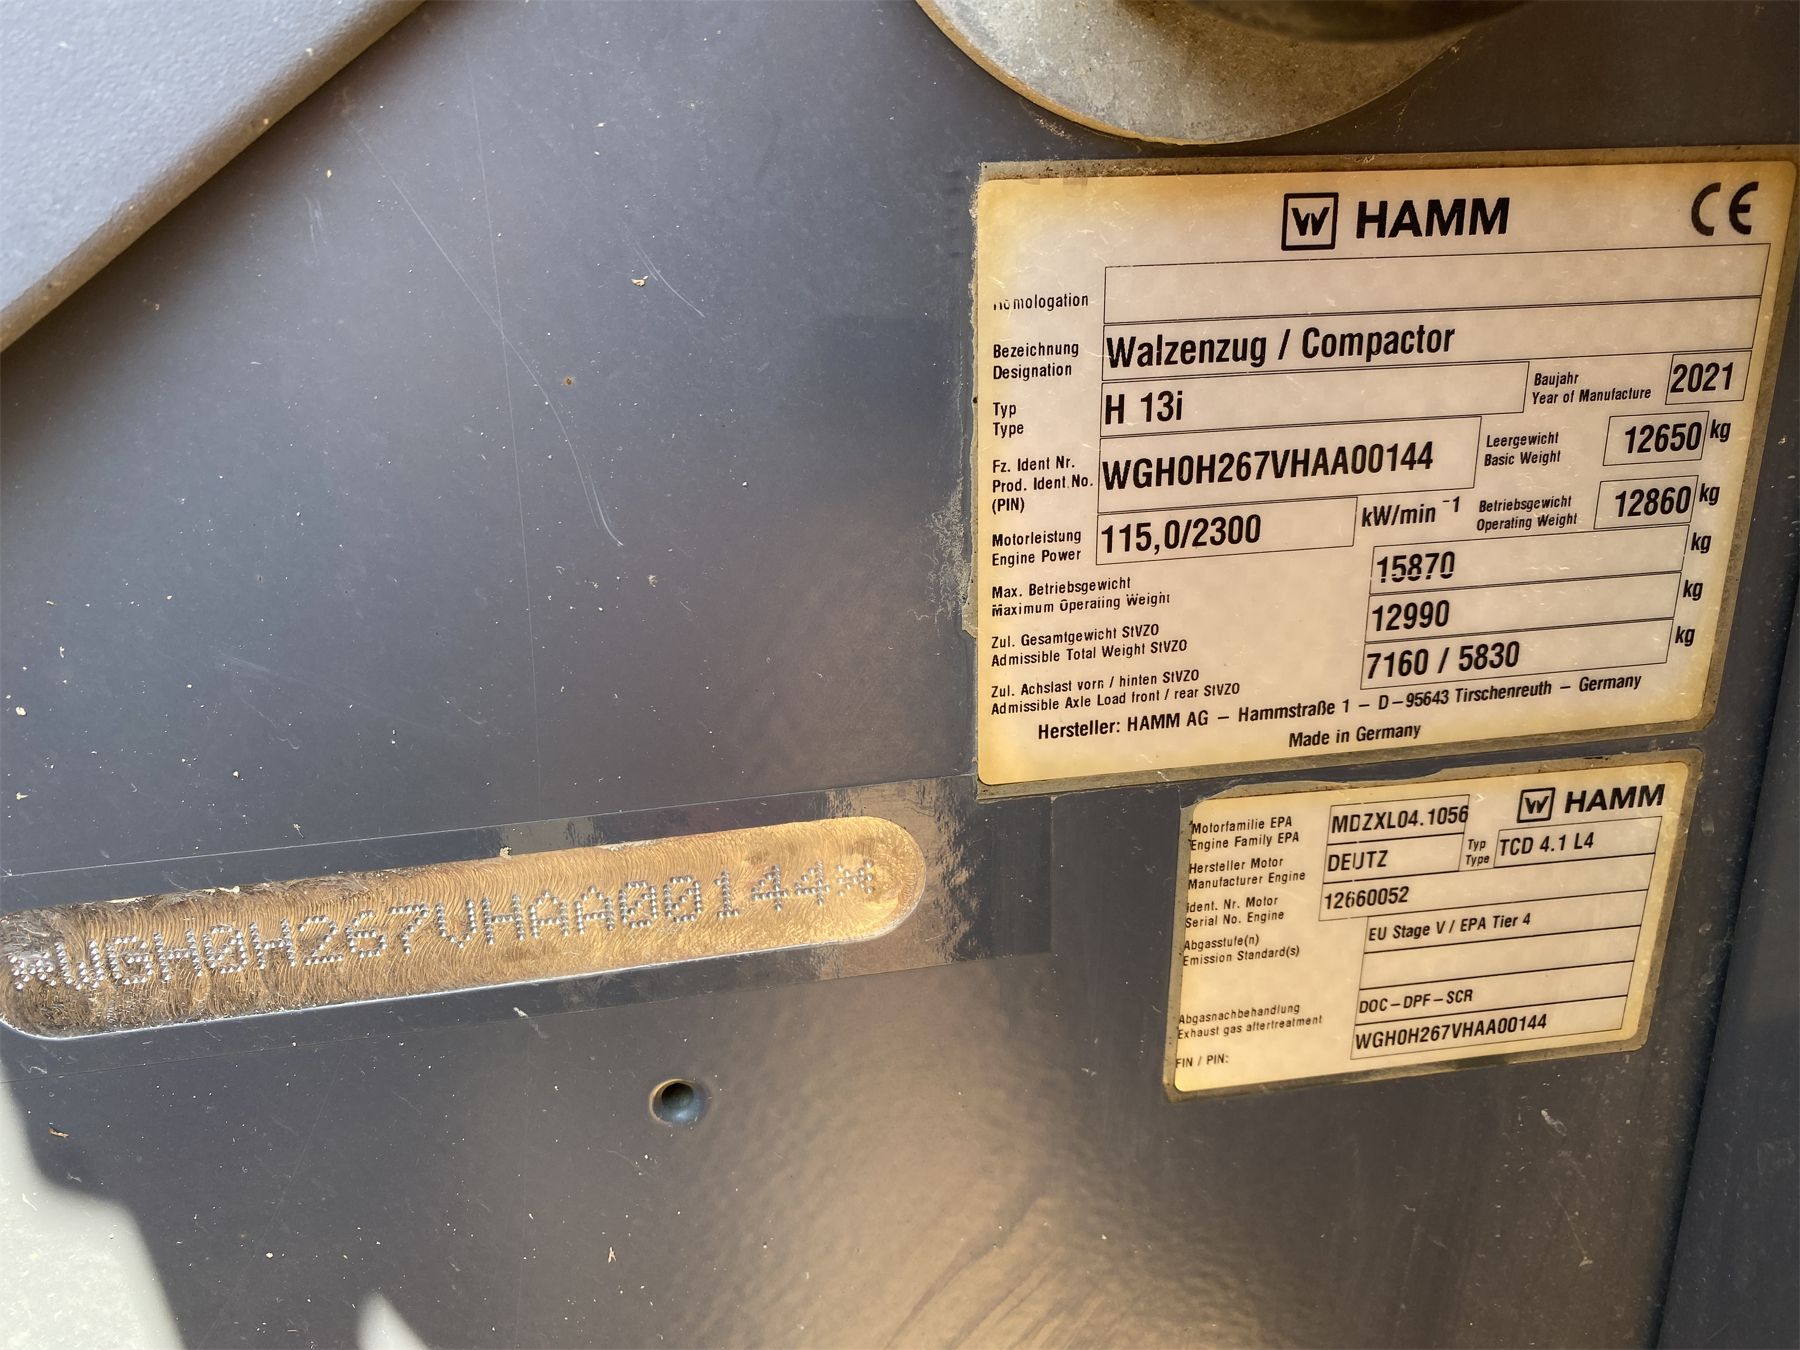 W HAMM CE
Homologation
Bezeichnung
Designation
Walzenzug / Compactor
Typ
Type
H 13i
Baujahr
Year of Manufacture
2021
Fz. Ident Nr.
Prod. Ident.No.
(PIN)
WGH0H267VHAA00144
Leergewicht
Basic Weight
12650 kg
Motorleistung
Engine Power
115,0/2300
kW/min -1
Betriebsgewicht
Operating Weight
12860 kg
Max. Betriebsgewicht
Maximum Operating Weight
15870 kg
Zul. Gesamtgewicht StVZO
Admissible Total Weight StVZO
12990 kg
Zul. Achslast vorn / hinten StVZO
Admissible Axle Load front / rear StVZO
7160 / 5830 kg
Hersteller: HAMM AG – Hammstraße 1 – D–95643 Tirschenreuth – Germany
Made in Germany
*WGH0H267VHAA00144*
W HAMM
Motorfamilie EPA
Engine Family EPA
MDZXL04.1056
Hersteller Motor
Manufacturer Engine
DEUTZ
Typ
Type
TCD 4.1 L4
Ident. Nr. Motor
Serial No. Engine
12660052
Abgasstufe(n)
Emission Standard(s)
EU Stage V / EPA Tier 4
Abgasnachbehandlung
Exhaust gas aftertreatment
DOC–DPF–SCR
FIN / PIN:
WGH0H267VHAA00144